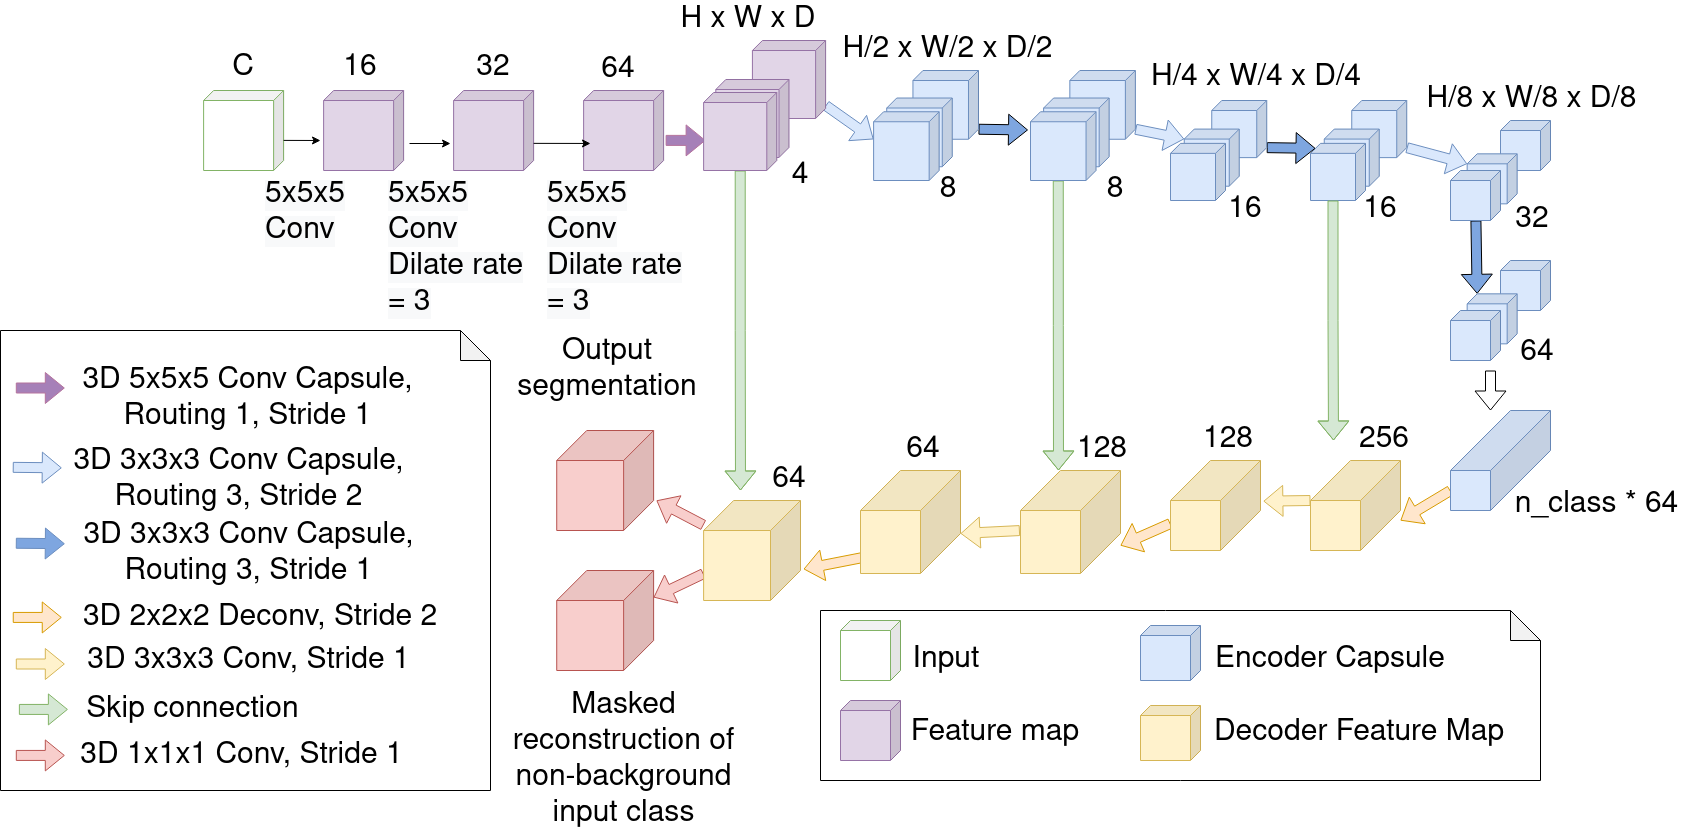 H x W x D
H/2 x W/2 x D/2
H/4 x W/4 x D/4
H/8 x W/8 x D/8
C
16
32
64
4
8
8
16
16
32
64
5x5x5
Conv
5x5x5
Conv
Dilate rate
= 3
5x5x5
Conv
Dilate rate
= 3
Output
segmentation
64
64
128
128
256
n_class * 64
Masked
reconstruction of
non-background
input class
3D 5x5x5 Conv Capsule,
Routing 1, Stride 1
3D 3x3x3 Conv Capsule,
Routing 3, Stride 2
3D 3x3x3 Conv Capsule,
Routing 3, Stride 1
3D 2x2x2 Deconv, Stride 2
3D 3x3x3 Conv, Stride 1
Skip connection
3D 1x1x1 Conv, Stride 1
Input
Encoder Capsule
Feature map
Decoder Feature Map